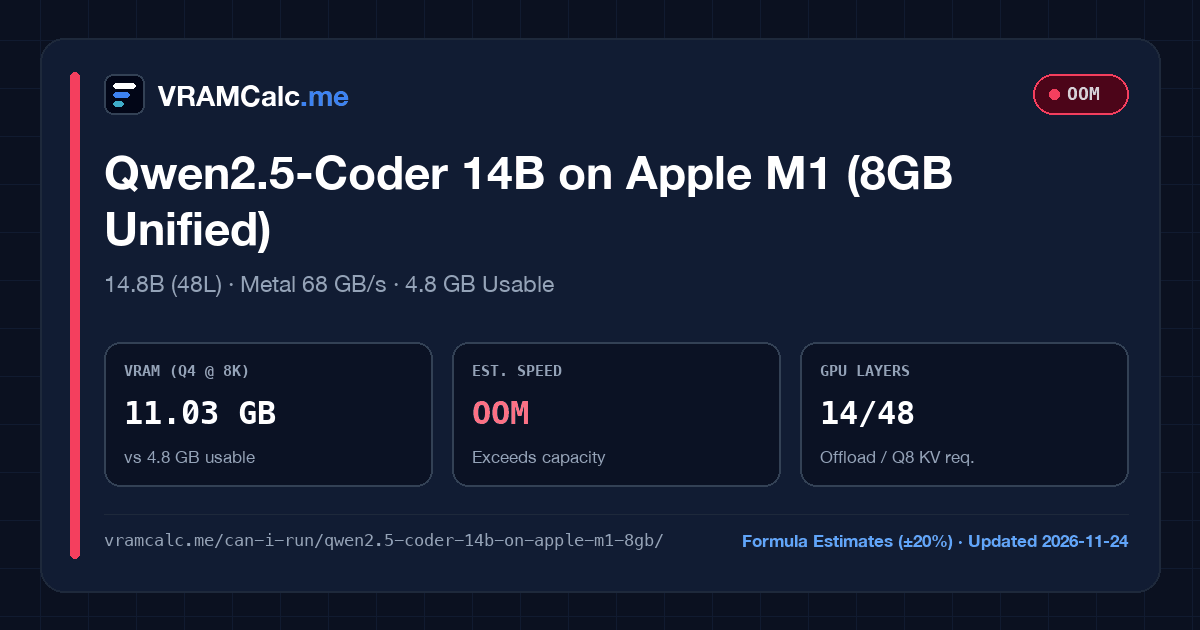 VRAMCalc.me
OOM
Qwen2.5-Coder 14B on Apple M1 (8GB
Unified)
14.8B (48L) · Metal 68 GB/s · 4.8 GB Usable
VRAM (Q4 @ 8K)
11.03 GB
vs 4.8 GB usable
EST. SPEED
OOM
Exceeds capacity
GPU LAYERS
14/48
Offload / Q8 KV req.
vramcalc.me/can-i-run/qwen2.5-coder-14b-on-apple-m1-8gb/
Formula Estimates (±20%) · Updated 2026-11-24